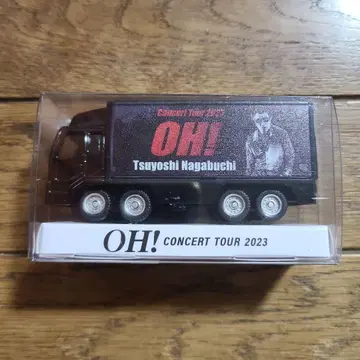 Concert Tour 2023
OH!
Tsuyoshi Nagabuchi
OH! CONCERT TOUR 2023